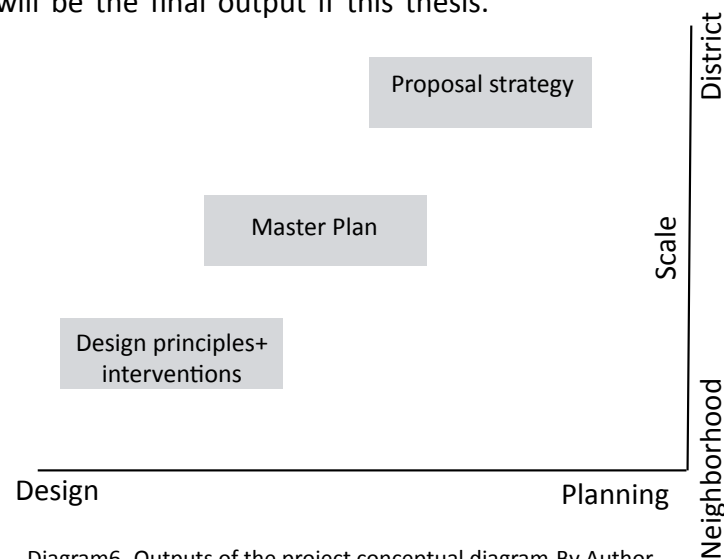 will be the final output if this thesis.
District
Proposal strategy
Master Plan
Scale
Design principles+
interventions
Neighborhood
Design
Planning
Diagram6. Outputs of the project conceptual diagram-By Author